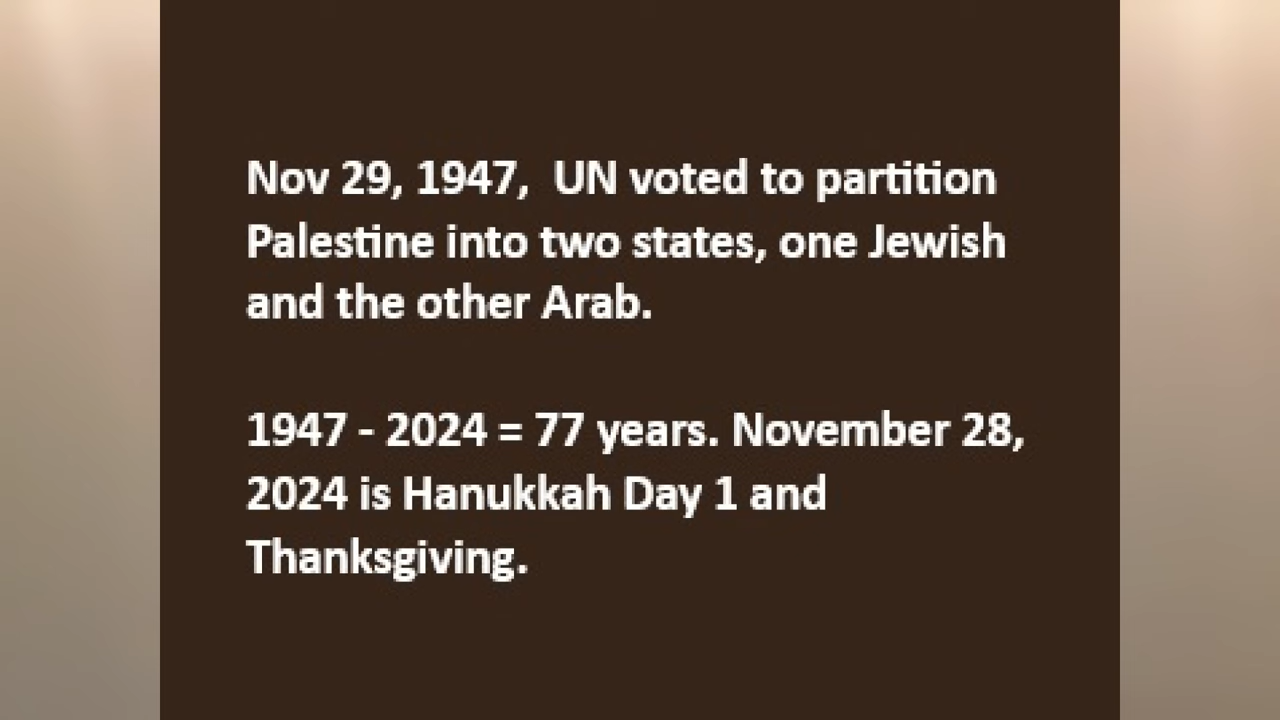 Nov 29, 1947,  UN voted to partition
Palestine into two states, one Jewish
and the other Arab.
1947 - 2024 = 77 years. November 28,
2024 is Hanukkah Day 1 and
Thanksgiving.